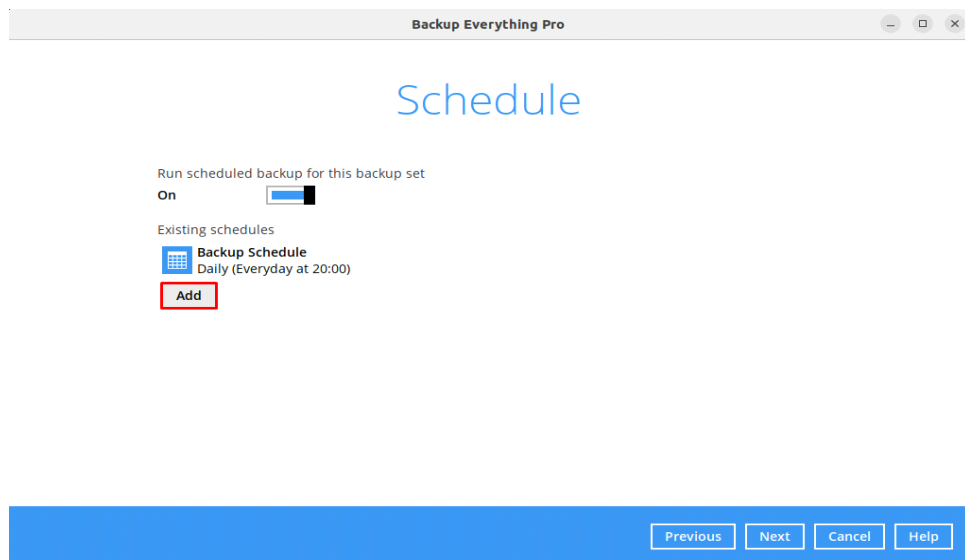 Backup Everything Pro
Schedule
Run scheduled backup for this backup set
On
Existing schedules
Backup Schedule
Daily (Everyday at 20:00)
Add
Previous Next Cancel Help